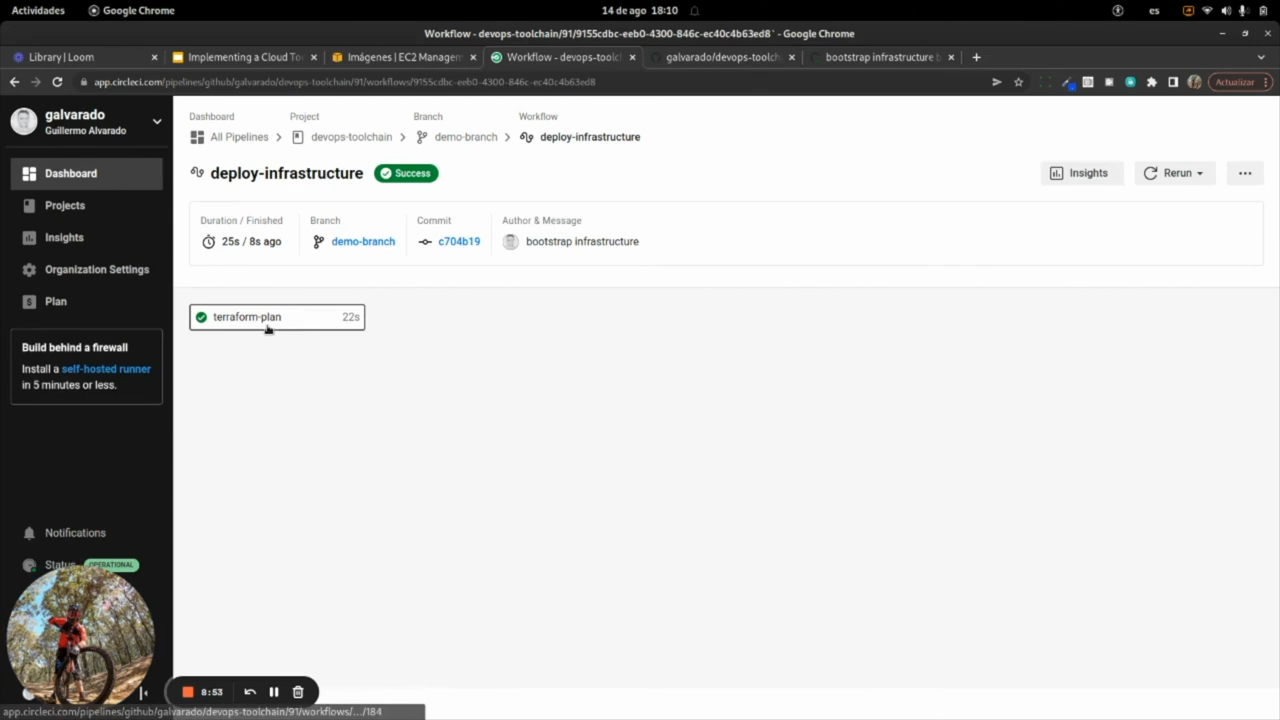 Actividades
Google Chrome
14 de ago 18:10
es
Workflow - devops-toolchain/91/9155cdbc-eeb0-4300-846c-ec40c4b63ed8` - Google Chrome
Library | Loom
Implementing a Cloud To
Imágenes | EC2 Managem
Workflow - devops-toolcl
galvarado/devops-toolch
bootstrap infrastructure b
app.circleci.com/pipelines/github/galvarado/devops-toolchain/91/workflows/9155cdbc-eeb0-4300-846c-ec40c4b63ed8
Actualizar
galvarado
Guillermo Alvarado
Dashboard
Projects
Insights
Organization Settings
Plan
Build behind a firewall
Install a self-hosted runner
in 5 minutes or less.
Notifications
Status OPERATIONAL
Dashboard
All Pipelines
Project
devops-toolchain
Branch
demo-branch
Workflow
deploy-infrastructure
deploy-infrastructure
Success
Insights
Rerun
Duration / Finished
25s / 8s ago
Branch
demo-branch
Commit
c704b19
Author & Message
bootstrap infrastructure
terraform-plan
22s
8:53
app.circleci.com/pipelines/github/galvarado/devops-toolchain/91/workflows/.../184